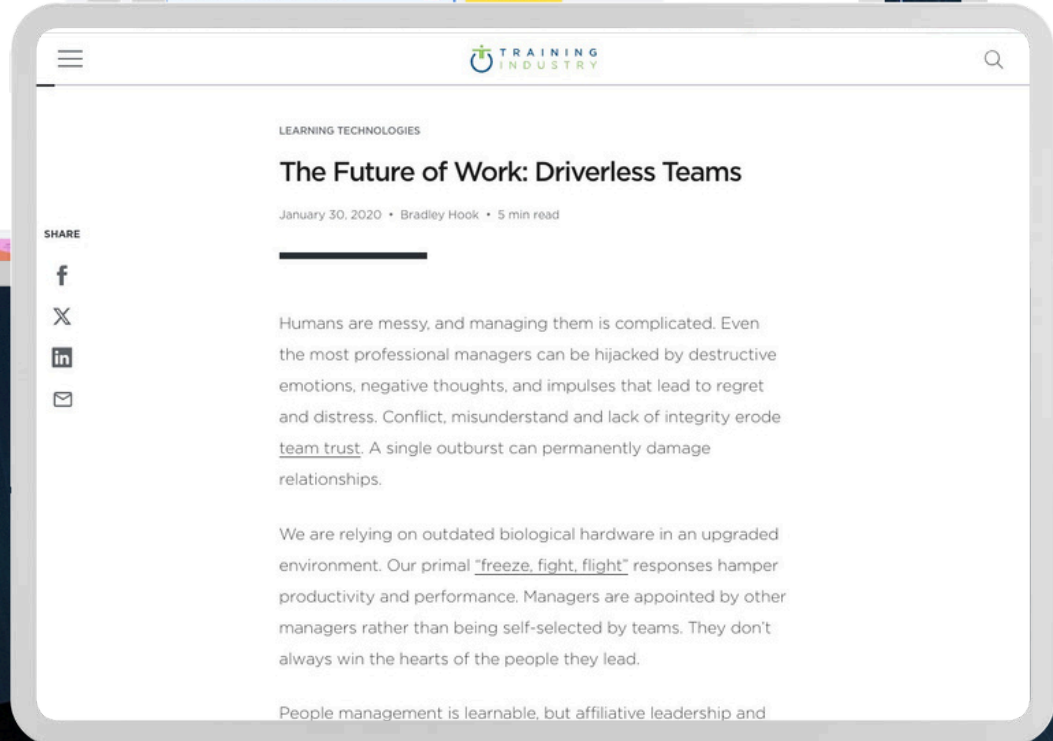 TRAINING
INDUSTRY
LEARNING TECHNOLOGIES
The Future of Work: Driverless Teams
January 30, 2020 • Bradley Hook • 5 min read
SHARE
Humans are messy, and managing them is complicated. Even
the most professional managers can be hijacked by destructive
emotions, negative thoughts, and impulses that lead to regret
and distress. Conflict, misunderstand and lack of integrity erode
team trust. A single outburst can permanently damage
relationships.
We are relying on outdated biological hardware in an upgraded
environment. Our primal “freeze, fight, flight” responses hamper
productivity and performance. Managers are appointed by other
managers rather than being self-selected by teams. They don’t
always win the hearts of the people they lead.
People management is learnable, but affiliative leadership and